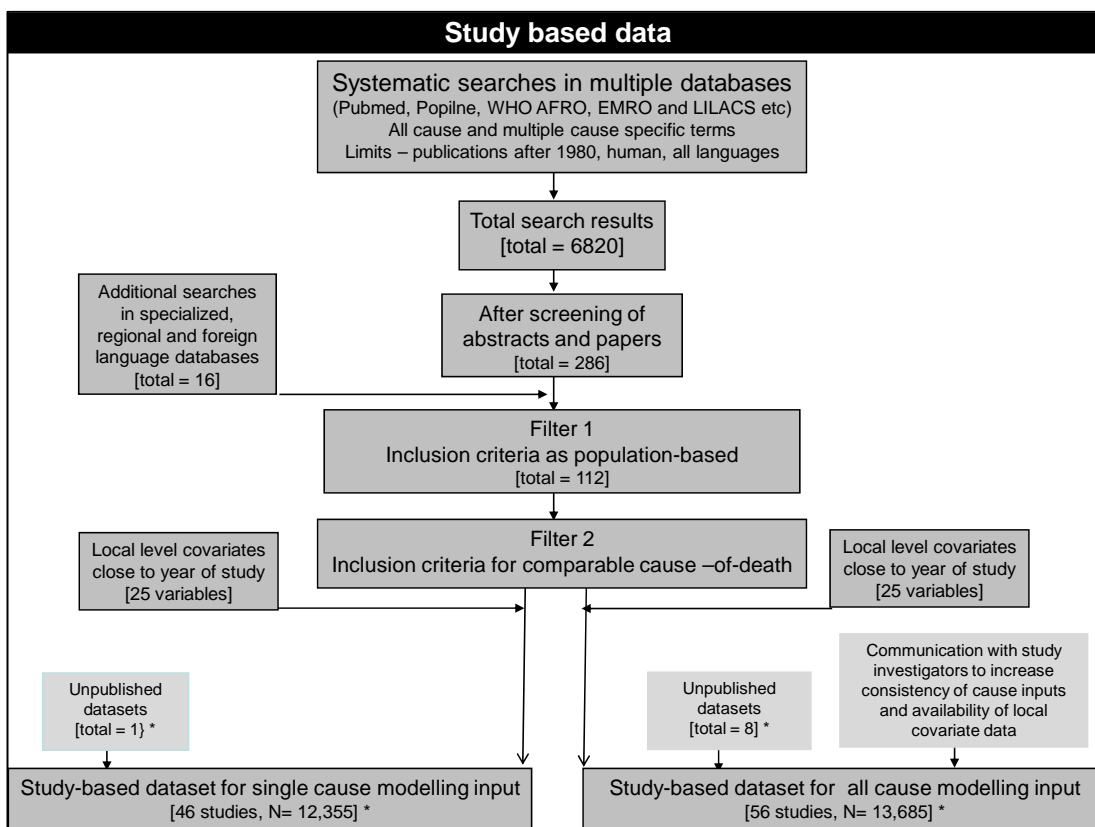 Study based data
Systematic searches in multiple databases
(Pubmed, Popilne, WHO AFRO, EMRO and LILACS etc)
All cause and multiple cause specific terms
Limits – publications after 1980, human, all languages
Total search results
[total = 6820]
Additional searches
in specialized,
regional and foreign
language databases
[total = 16]
After screening of
abstracts and papers
[total = 286]
Filter 1
Inclusion criteria as population-based
[total = 112]
Filter 2
Inclusion criteria for comparable cause –of-death
Local level covariates
close to year of study
[25 variables]
Local level covariates
close to year of study
[25 variables]
Unpublished
datasets
[total = 1} *
Unpublished
datasets
[total = 8] *
Communication with study
investigators to increase
consistency of cause inputs
and availability of local
covariate data
Study-based dataset for single cause modelling input
[46 studies, N= 12,355] *
Study-based dataset for  all cause modelling input
[56 studies, N= 13,685] *